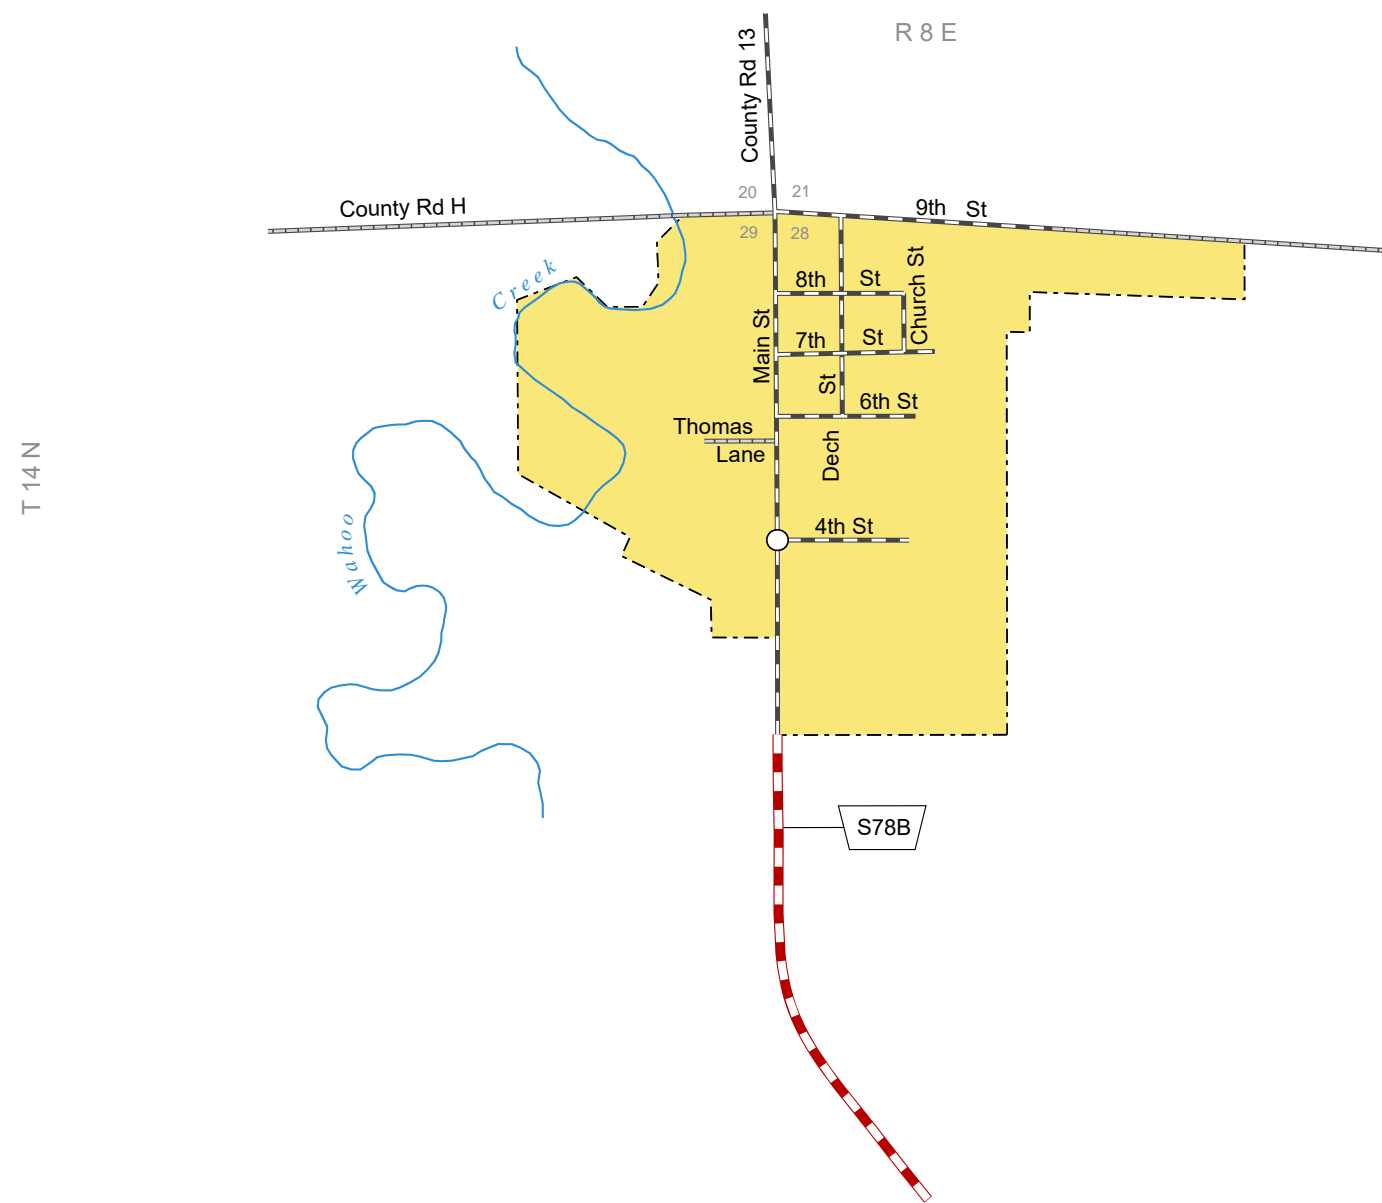 R 8 E
County Rd 13
20
21
County Rd H
9th St
29
28
Creek
8th St
Church St
Main St
7th St
Dech St
6th St
Thomas
Lane
T 14 N
Wahoo
4th St
S78B